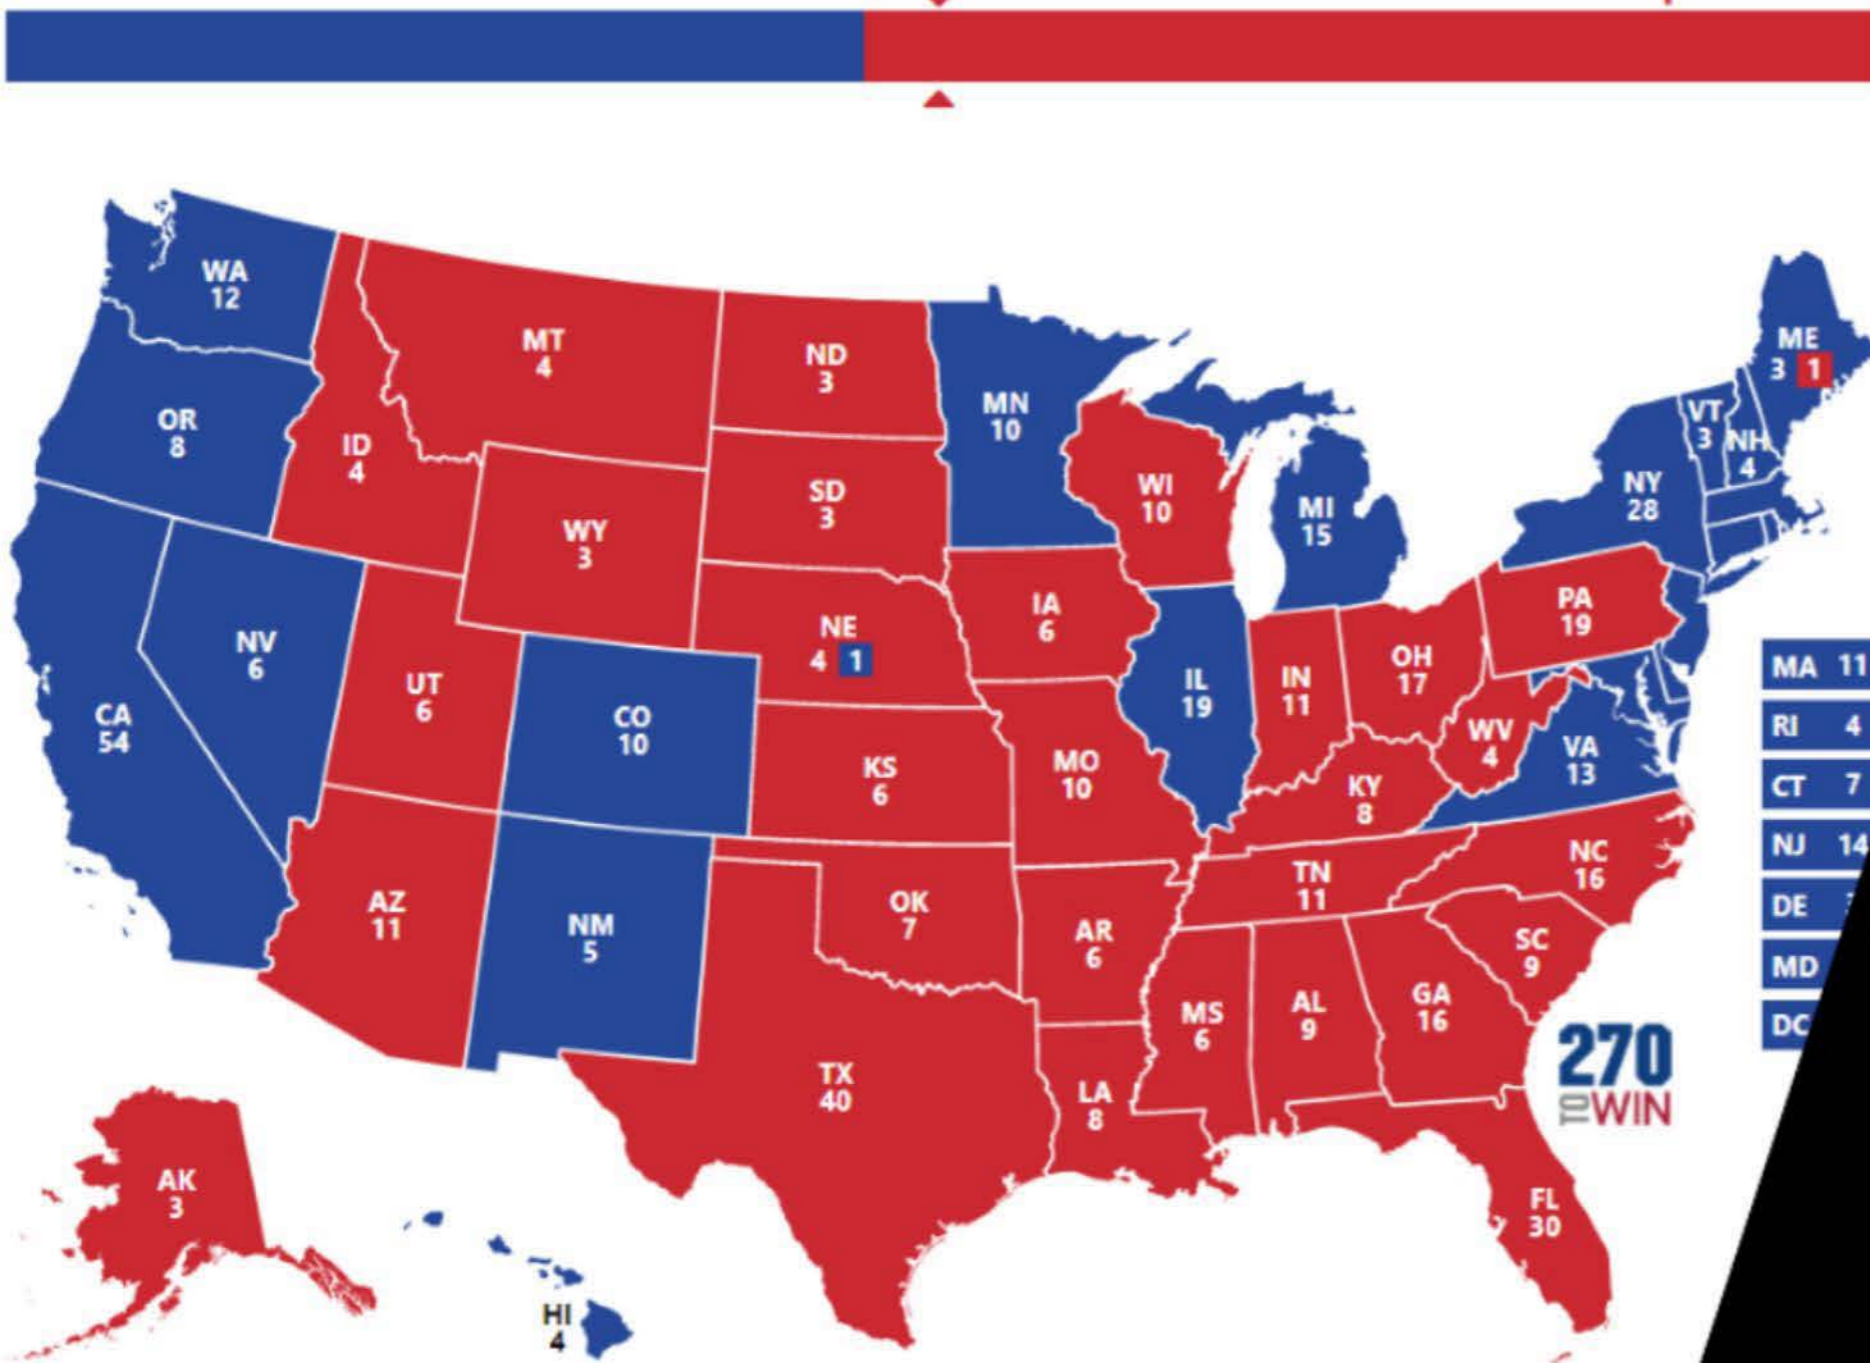 WA
12
MT
4
ND
3
MN
10
ME
3 1
OR
8
ID
4
VT
3
NH
4
WY
3
SD
3
WI
10
MI
15
NY
28
NV
6
UT
6
CA
54
CO
10
NE
4 1
IA
6
IL
19
IN
11
OH
17
PA
19
WV
4
VA
13
KS
6
MO
10
KY
8
AZ
11
NM
5
OK
7
AR
6
TN
11
NC
16
SC
9
MS
6
AL
9
GA
16
TX
40
LA
8
FL
30
AK
3
HI
4
MA 11
RI 4
CT 7
NJ 14
DE
MD
DC
270
TO WIN